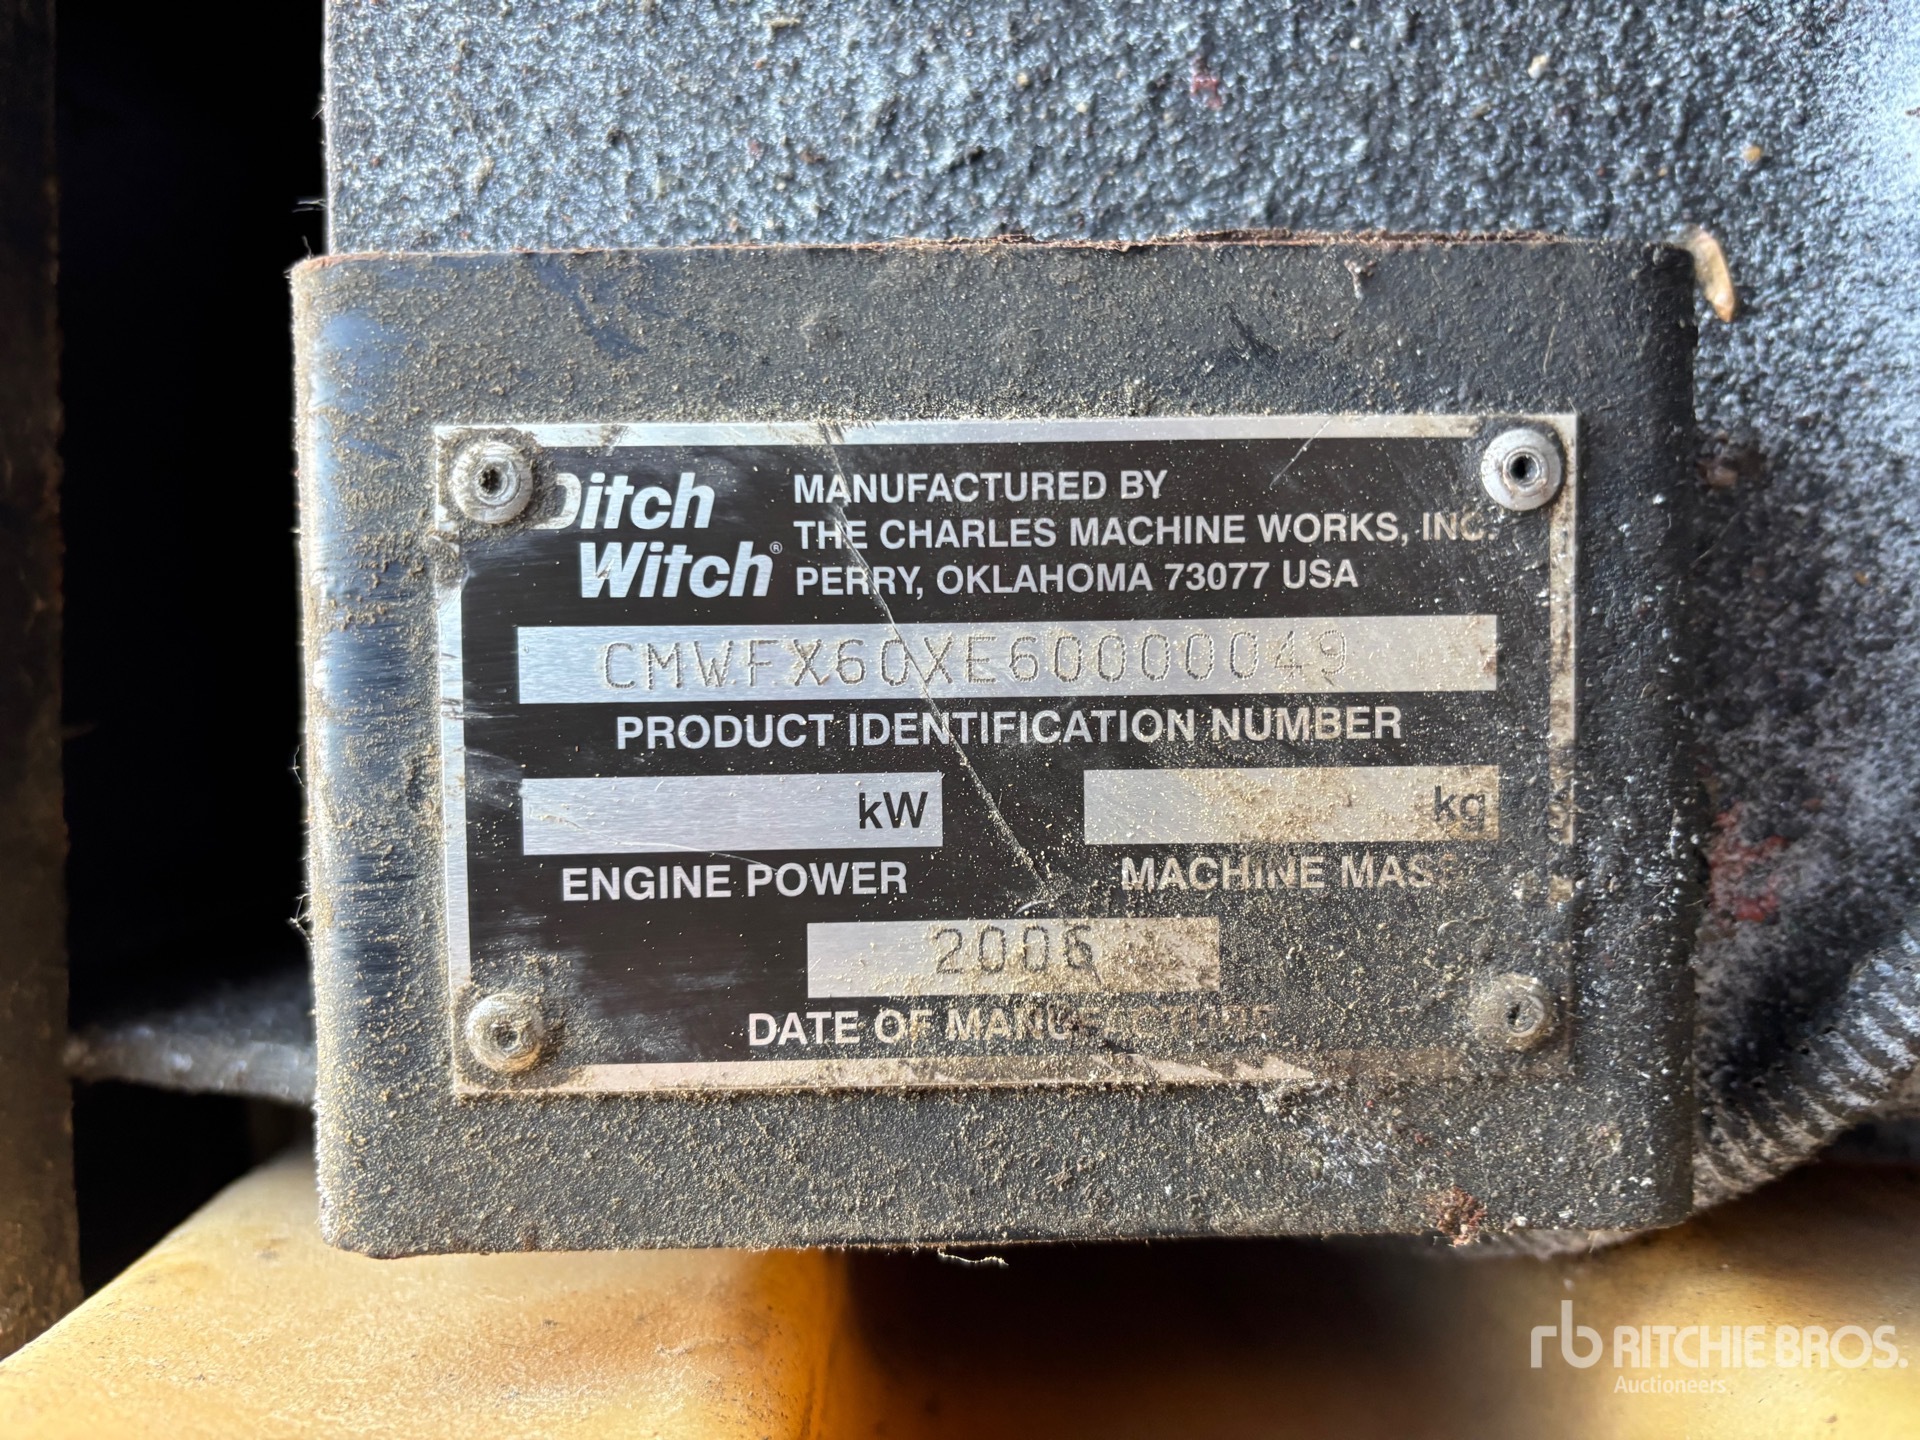 Ditch
Witch®
MANUFACTURED BY
THE CHARLES MACHINE WORKS, INC.
PERRY, OKLAHOMA 73077 USA
CMWFX60XE60000049
PRODUCT IDENTIFICATION NUMBER
kW
ENGINE POWER
kg
MACHINE MASS
2006
DATE OF MANUFACTURE
rb RITCHIE BROS.
Auctioneers